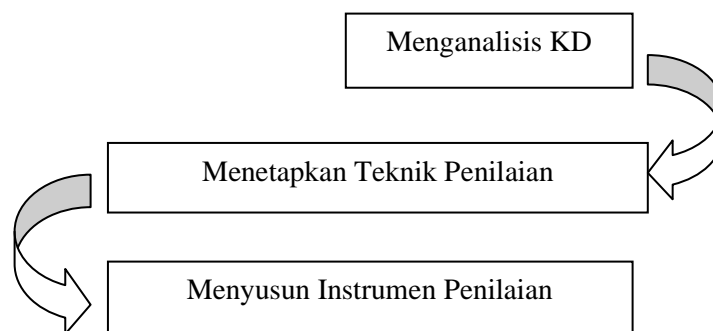 Menganalisis KD
Menetapkan Teknik Penilaian
Menyusun Instrumen Penilaian